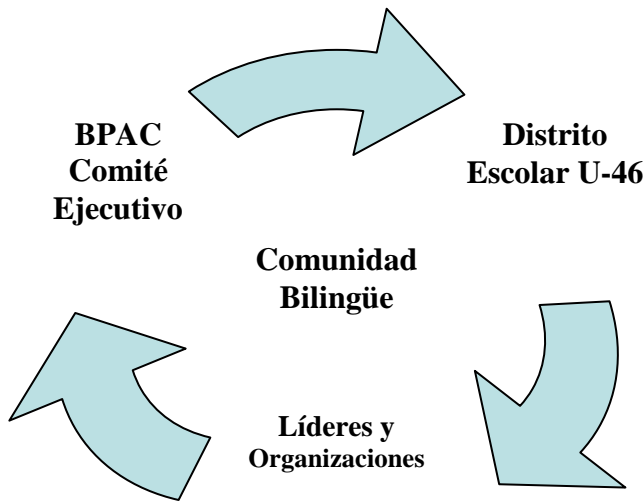 BPAC
Comité
Ejecutivo
Distrito
Escolar U-46
Comunidad
Bilingüe
Líderes y
Organizaciones